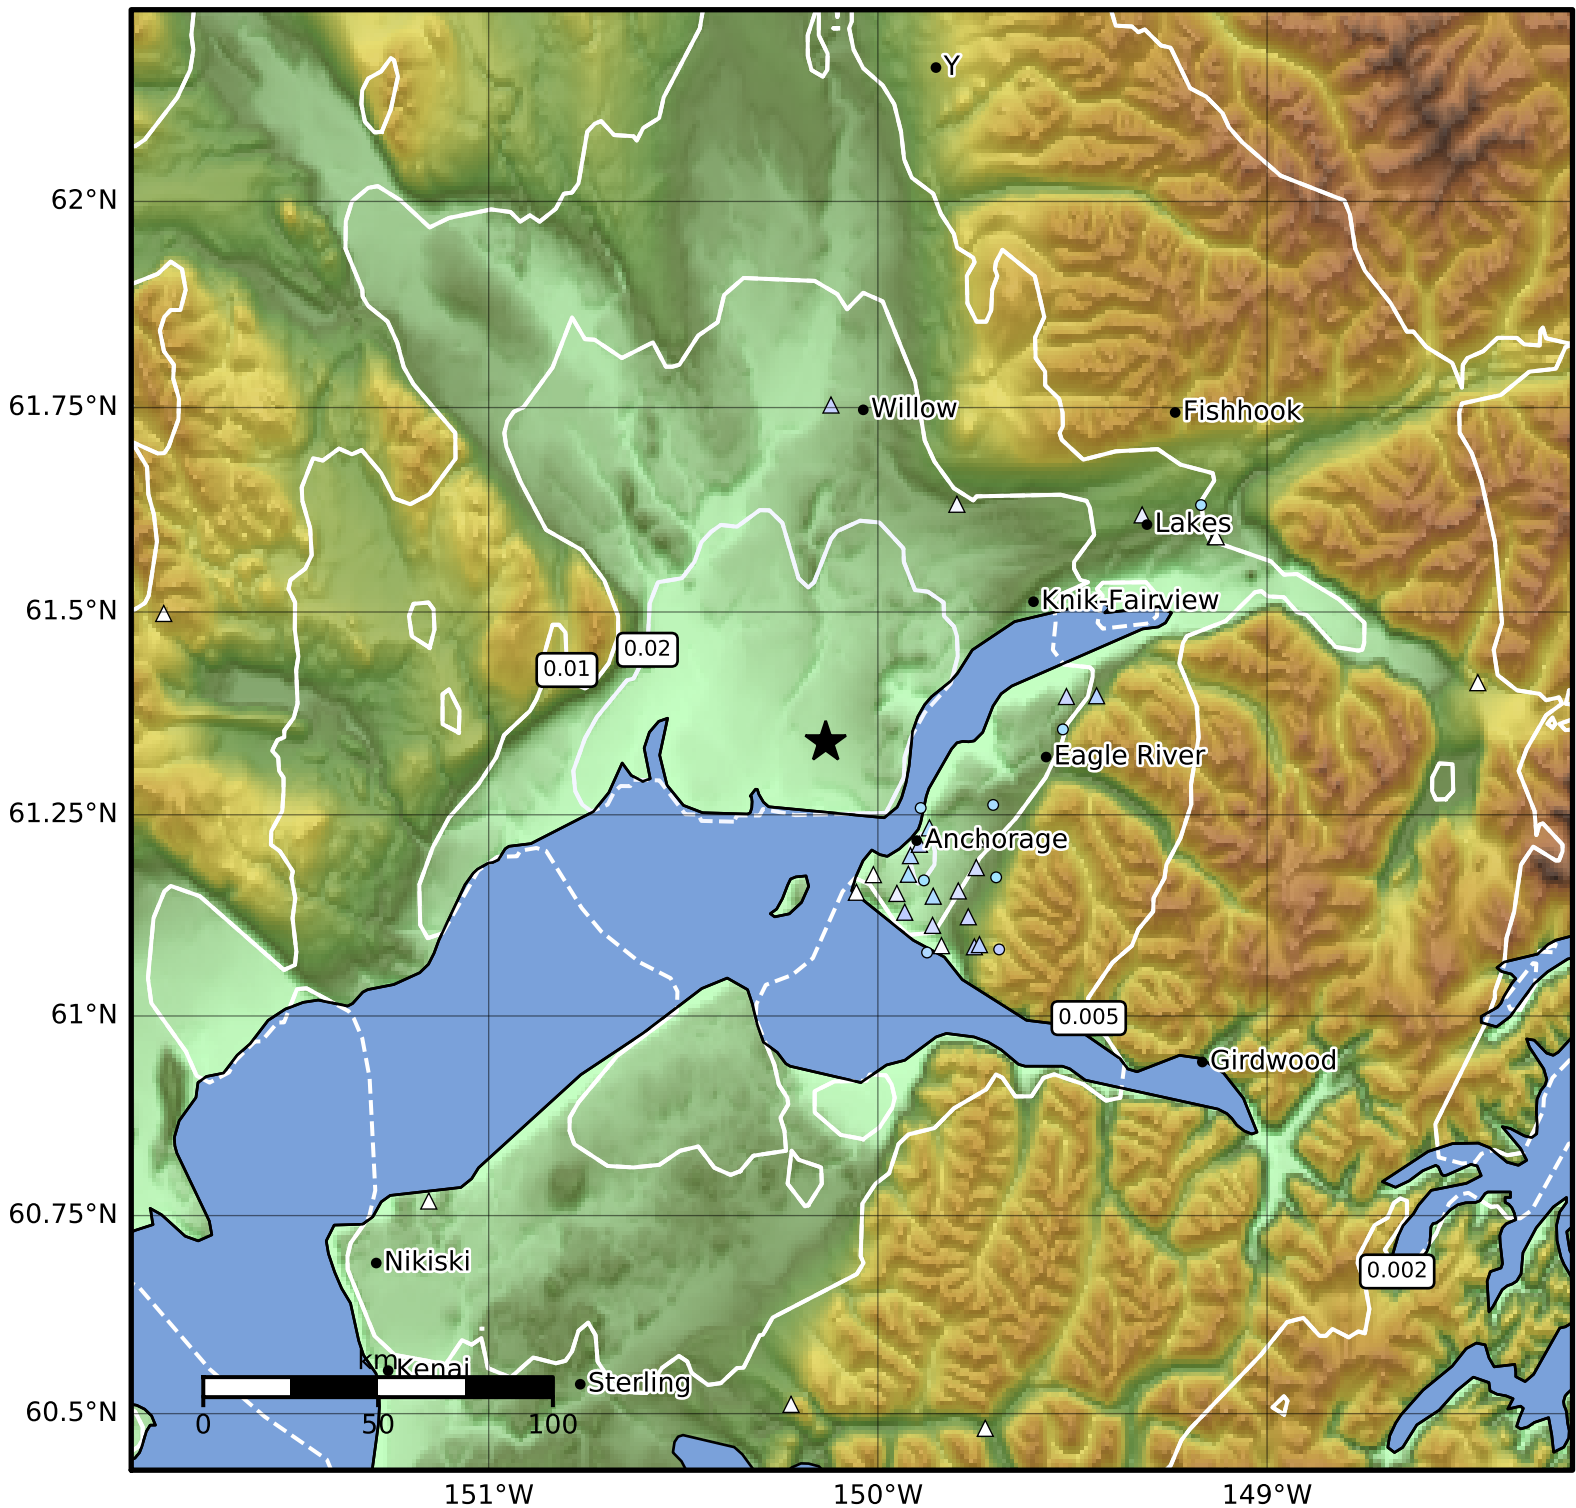 Y
62°N
61.75°N
Willow
Fishhook
Lakes
61.5°N
Knik-Fairview
0.02
0.01
Eagle River
61.25°N
Anchorage
61°N
0.005
Girdwood
60.75°N
Nikiski
0.002
km
Kenai
Sterling
60.5°N
0
50
100
151°W
150°W
149°W